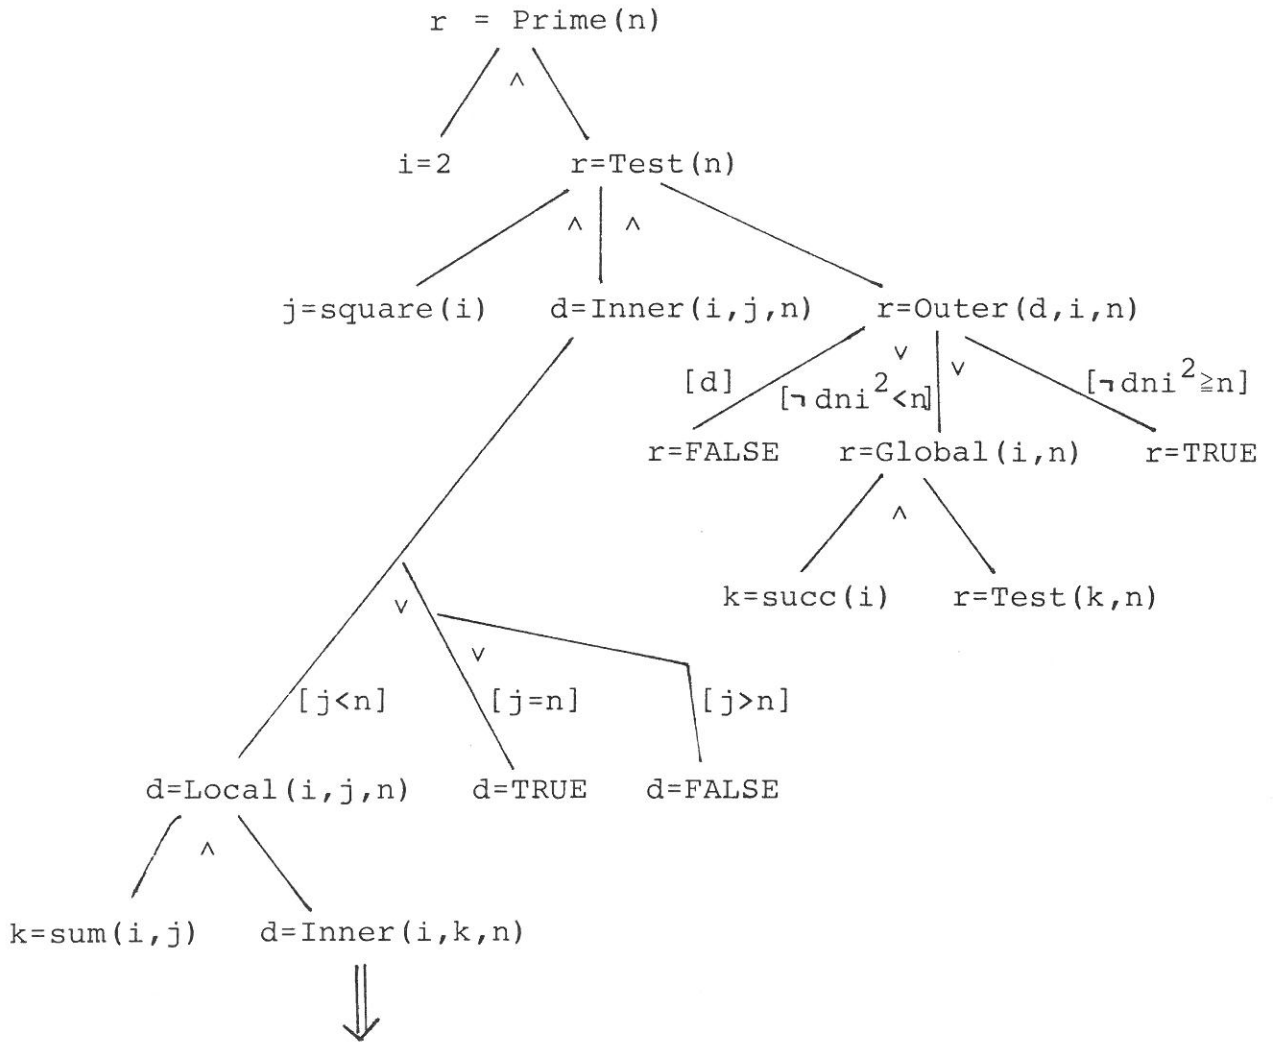 r = Prime(n)
∧
i=2 r=Test(n)
∧ ∧
j=square(i) d=Inner(i,j,n) r=Outer(d,i,n)
∨ ∨
[d] [¬dni²<n] [¬dni²≧n]
r=FALSE r=Global(i,n) r=TRUE
∧
k=succ(i) r=Test(k,n)
∨
∨
[j<n] [j=n] [j>n]
d=Local(i,j,n) d=TRUE d=FALSE
∧
k=sum(i,j) d=Inner(i,k,n)